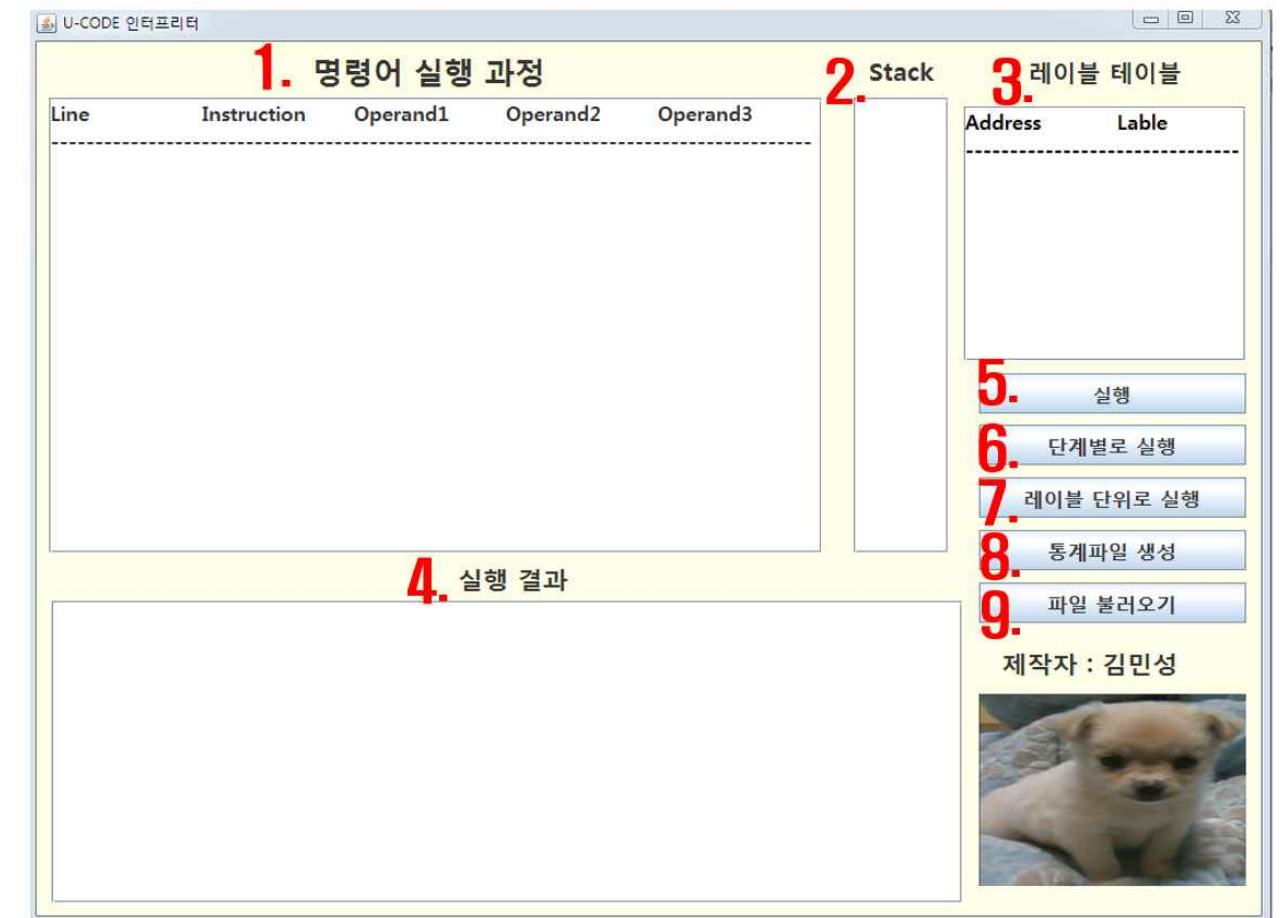 U-CODE 인터프리터
1. 명령어 실행 과정
2. Stack
3. 레이블 테이블
Line Instruction Operand1 Operand2 Operand3
----------------------------------------
Address Lable
--------------------
5. 실행
6. 단계별로 실행
7. 레이블 단위로 실행
8. 통계파일 생성
4. 실행 결과
9. 파일 불러오기
제작자 : 김민성